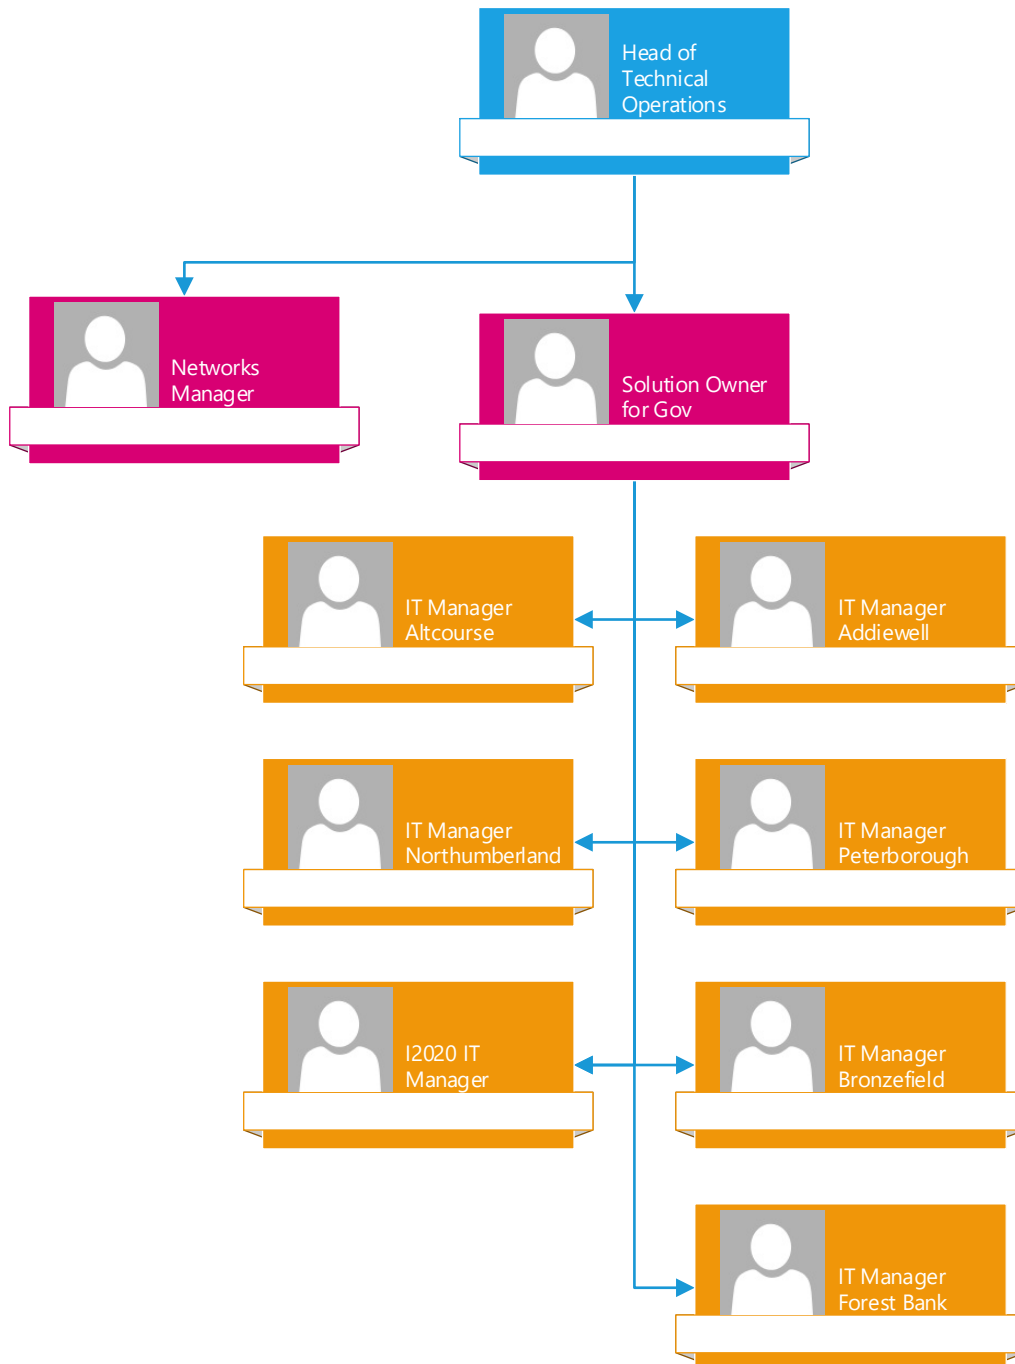 Head of
Technical
Operations
Networks
Manager
Solution Owner
for Gov
IT Manager
Altcourse
IT Manager
Addiewell
IT Manager
Northumberland
IT Manager
Peterborough
I2020 IT
Manager
IT Manager
Bronzefield
IT Manager
Forest Bank